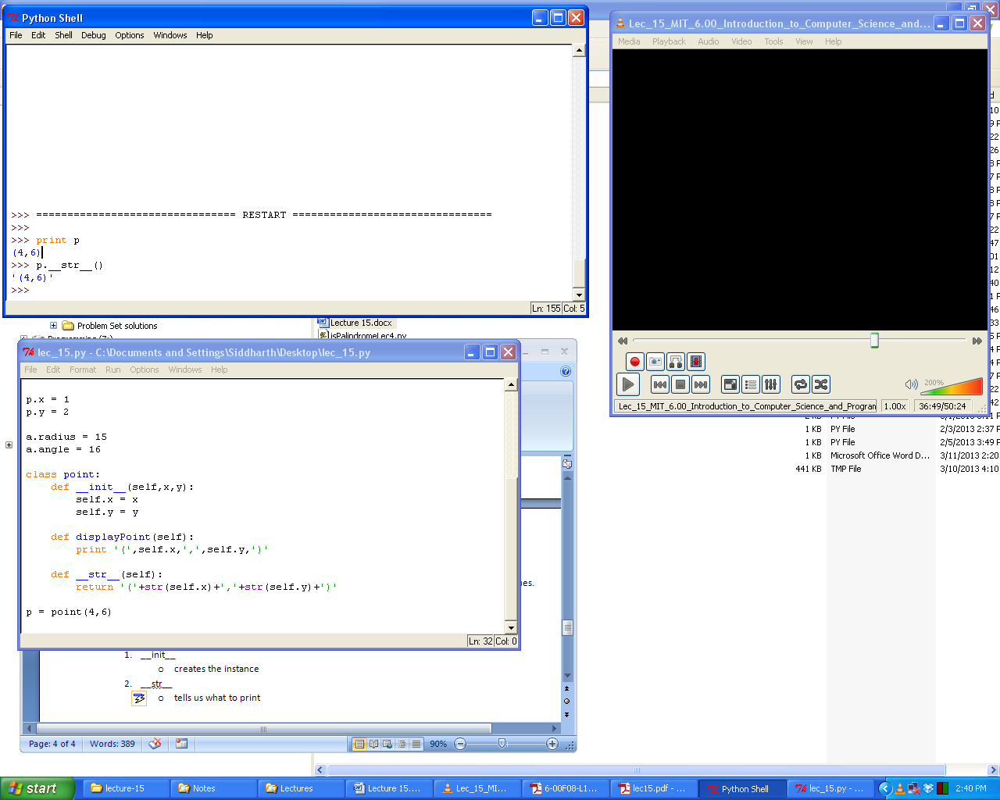 Python Shell
File Edit Shell Debug Options Windows Help
>>> ================================ RESTART ================================
>>>
>>> print p
(4,6)
>>> p.__str__()
'(4,6)'
>>>
Ln: 155 Col: 5
Lec_15_MIT_6.00_Introduction_to_Computer_Science_and_...
Media Playback Audio Video Tools View Help
200%
Lec_15_MIT_6.00_Introduction_to_Computer_Science_and_Progran
1.00x
36:49/50:24
Problem Set solutions
Lecture 15.docx
isPalindromeLec4.py
1 KB PY File 2/3/2013 2:37 P
1 KB PY File 2/5/2013 3:49 P
1 KB Microsoft Office Word D... 3/11/2013 2:20
441 KB TMP File 3/10/2013 4:10
lec_15.py - C:\Documents and Settings\Siddharth\Desktop\lec_15.py
File Edit Format Run Options Windows Help
p.x = 1
p.y = 2
a.radius = 15
a.angle = 16
class point:
def __init__(self,x,y):
self.x = x
self.y = y
def displayPoint(self):
print '(',self.x,',',self.y,')'
def __str__(self):
return '('+str(self.x)+','+str(self.y)+')'
p = point(4,6)
Ln: 32 Col: 0
ues.
1. __init__
o creates the instance
2. __str__
o tells us what to print
Page: 4 of 4 Words: 389 90%
start lecture-15 Notes Lectures Lecture 15.... Lec_15_MI... 6-00F08-L1... lec15.pdf - ... Python Shell lec_15.py - ... 2:40 PM